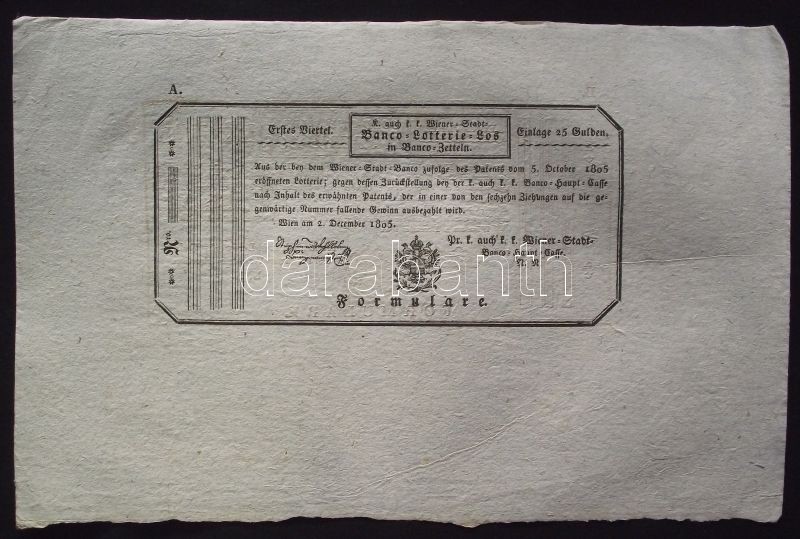 A.
Erstes Viertel.
K. auch k. k. Wiener=Stadt=
Banco=Lotterie=Los
in Banco=Zetteln.
Einlage 25 Gulden.
Aus der bey dem Wiener=Stadt=Banco zufolge des Patents vom 5. October 1805
eröffneten Lotterie; gegen dessen Zurückstellung bey der k. auch k. k. Banco=Haupt=Casse
nach Inhalt des erwähnten Patents, der in einer von den sechzehn Ziehungen auf die ge=
genwärtige Nummer fallende Gewinn ausbezahlt wird.
Wien am 2. December 1805.
Pr. k. auch k. k. Wiener=Stadt=
Banco=Haupt=Casse.
N. N.
Formulare.
Nro.
darabanth